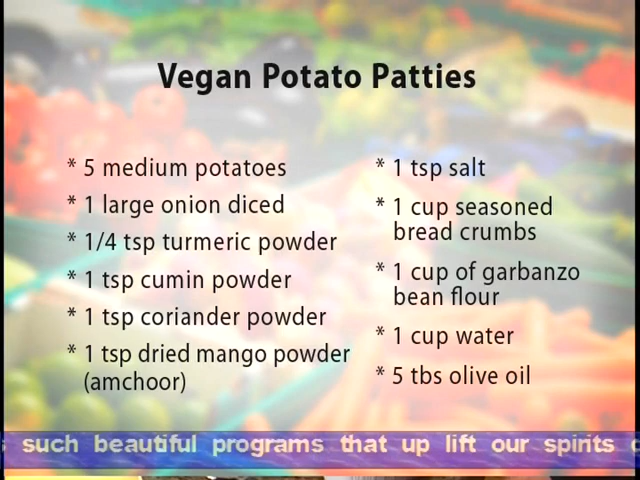 Vegan Potato Patties
* 5 medium potatoes
* 1 large onion diced
* 1/4 tsp turmeric powder
* 1 tsp cumin powder
* 1 tsp coriander powder
* 1 tsp dried mango powder
(amchoor)
* 1 tsp salt
* 1 cup seasoned
bread crumbs
* 1 cup of garbanzo
bean flour
* 1 cup water
* 5 tbs olive oil
such beautiful programs that up lift our spirits